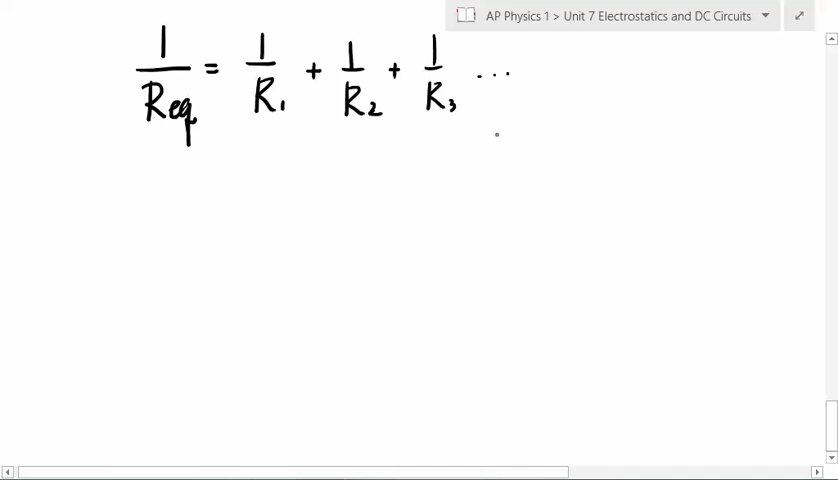 AP Physics 1 > Unit 7 Electrostatics and DC Circuits
1/Req. = 1/R₁ + 1/R₂ + 1/R₃ ...